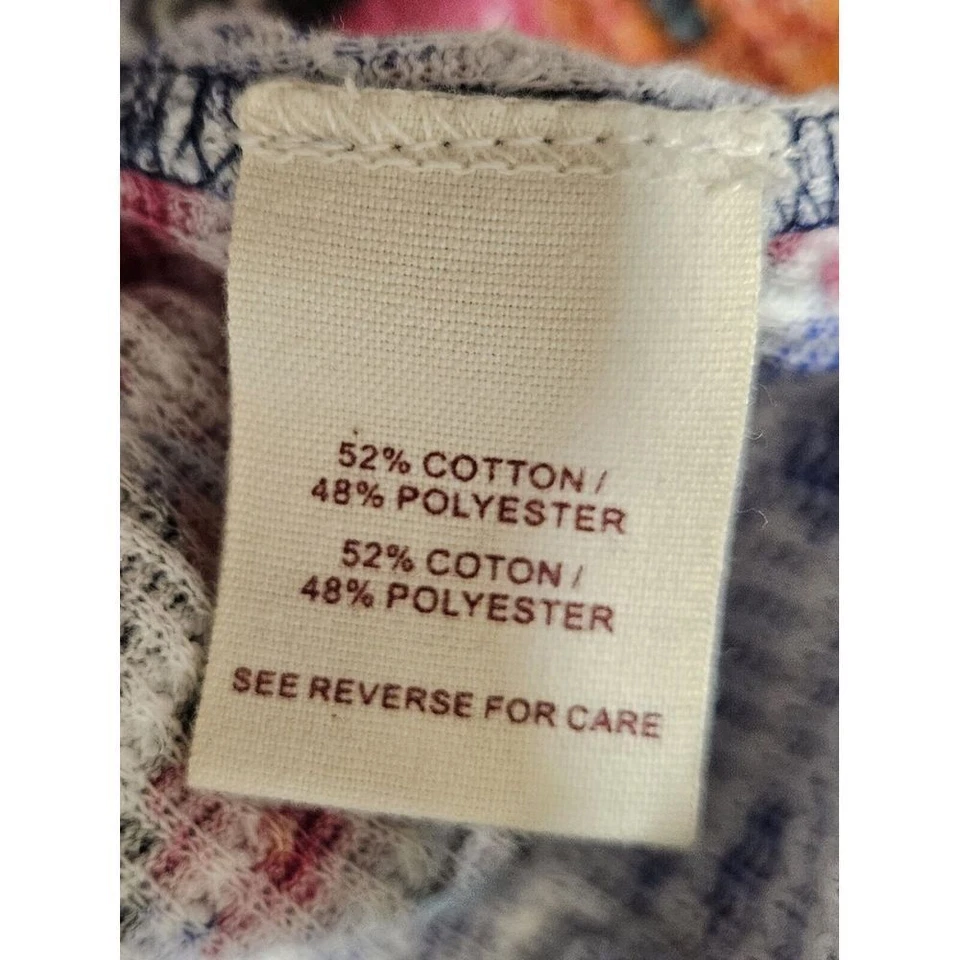 52% COTTON /
48% POLYESTER
52% COTON /
48% POLYESTER
SEE REVERSE FOR CARE